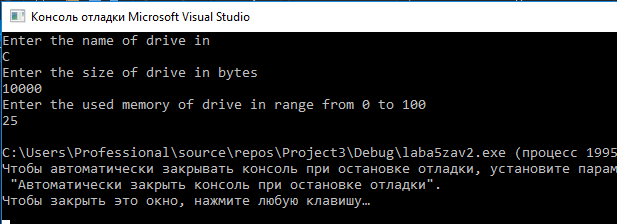 Консоль отладки Microsoft Visual Studio
Enter the name of drive in
C
Enter the size of drive in bytes
10000
Enter the used memory of drive in range from 0 to 100
25
C:\Users\Professional\source\repos\Project3\Debug\laba5zav2.exe (процесс 1995
Чтобы автоматически закрывать консоль при остановке отладки, установите парам
"Автоматически закрыть консоль при остановке отладки".
Чтобы закрыть это окно, нажмите любую клавишу…